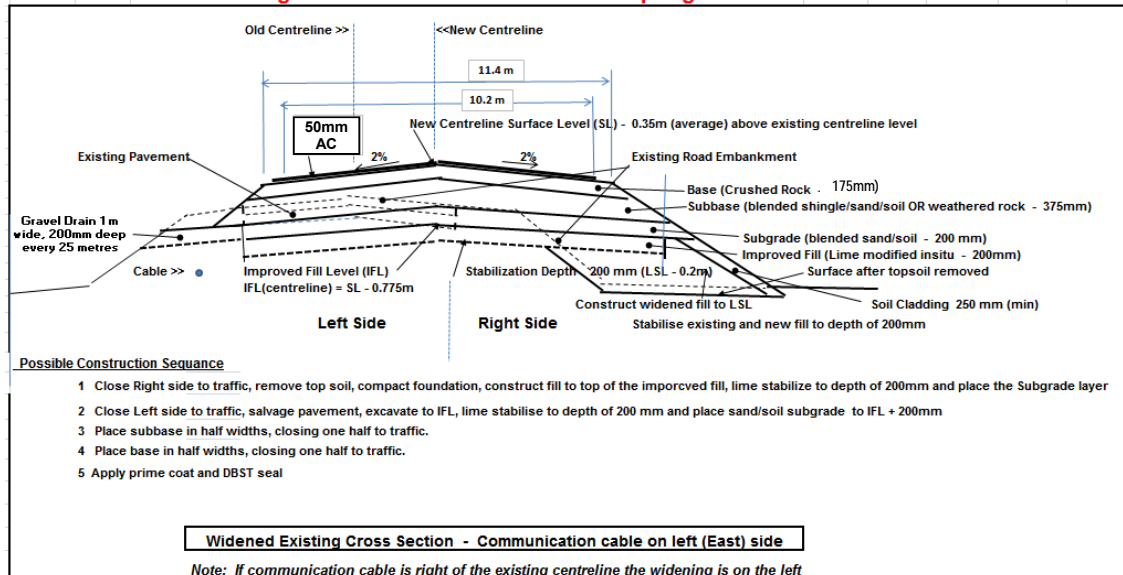 Old Centreline >>
<<New Centreline
11.4 m
10.2 m
50mm
AC
New Centreline Surface Level (SL) - 0.35m (average) above existing centreline level
2%
2%
Existing Pavement
Existing Road Embankment
Base (Crushed Rock - 175mm)
Subbase (blended shingle/sand/soil OR weathered rock - 375mm)
Gravel Drain 1 m
wide, 200mm deep
every 25 metres
Subgrade (blended sand/soil - 200 mm)
Improved Fill (Lime modified insitu - 200mm)
Cable >>
Improved Fill Level (IFL)
IFL(centreline) = SL - 0.775m
Stabilization Depth 200 mm (LSL - 0.2m)
Surface after topsoil removed
Construct widened fill to LSL
Soil Cladding 250 mm (min)
Left Side
Right Side
Stabilise existing and new fill to depth of 200mm
Possible Construction Sequance
1 Close Right side to traffic, remove top soil, compact foundation, construct fill to top of the imporcved fill, lime stabilize to depth of 200mm and place the Subgrade layer
2 Close Left side to traffic, salvage pavement, excavate to IFL, lime stabilise to depth of 200 mm and place sand/soil subgrade to IFL + 200mm
3 Place subbase in half widths, closing one half to traffic.
4 Place base in half widths, closing one half to traffic.
5 Apply prime coat and DBST seal
Widened Existing Cross Section - Communication cable on left (East) side
Note: If communication cable is right of the existing centreline the widening is on the left